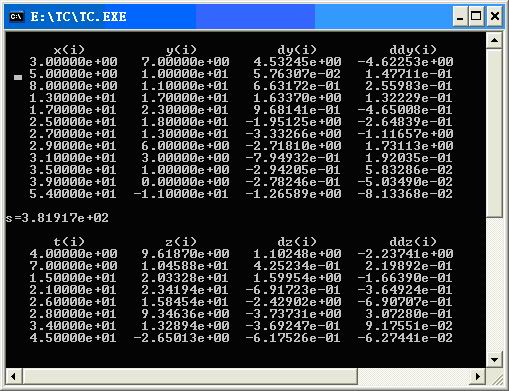 E:\TC\TC.EXE
x(i) y(i) dy(i) ddy(i)
3.00000e+00 7.00000e+00 4.53245e+00 -4.62253e+00
5.00000e+00 1.00000e+01 5.76307e-02 1.47711e-01
8.00000e+00 1.10000e+01 6.63172e-01 2.55983e-01
1.30000e+01 1.70000e+01 1.63370e+00 1.32229e-01
1.70000e+01 2.30000e+01 9.68141e-01 -4.65008e-01
2.50000e+01 1.80000e+01 -1.95125e+00 -2.64839e-01
2.70000e+01 1.30000e+01 -3.33266e+00 -1.11657e+00
2.90000e+01 6.00000e+00 -2.71810e+00 1.73113e+00
3.10000e+01 3.00000e+00 -7.94932e-01 1.92035e-01
3.50000e+01 1.00000e+00 -2.94205e-01 5.83286e-02
3.90000e+01 0.00000e+00 -2.78246e-01 -5.03490e-02
5.40000e+01 -1.10000e+01 -1.26589e+00 -8.13368e-02
s=3.81917e+02
t(i) z(i) dz(i) ddz(i)
4.00000e+00 9.61870e+00 1.10248e+00 -2.23741e+00
7.00000e+00 1.04588e+01 4.25234e-01 2.19892e-01
1.50000e+01 2.03328e+01 1.59954e+00 -1.66390e-01
2.10000e+01 2.34194e+01 -6.91723e-01 -3.64924e-01
2.60000e+01 1.58454e+01 -2.42902e+00 -6.90707e-01
2.80000e+01 9.34636e+00 -3.73731e+00 3.07280e-01
3.40000e+01 1.32894e+00 -3.69247e-01 9.17551e-02
4.50000e+01 -2.65013e+00 -6.17526e-01 -6.27441e-02